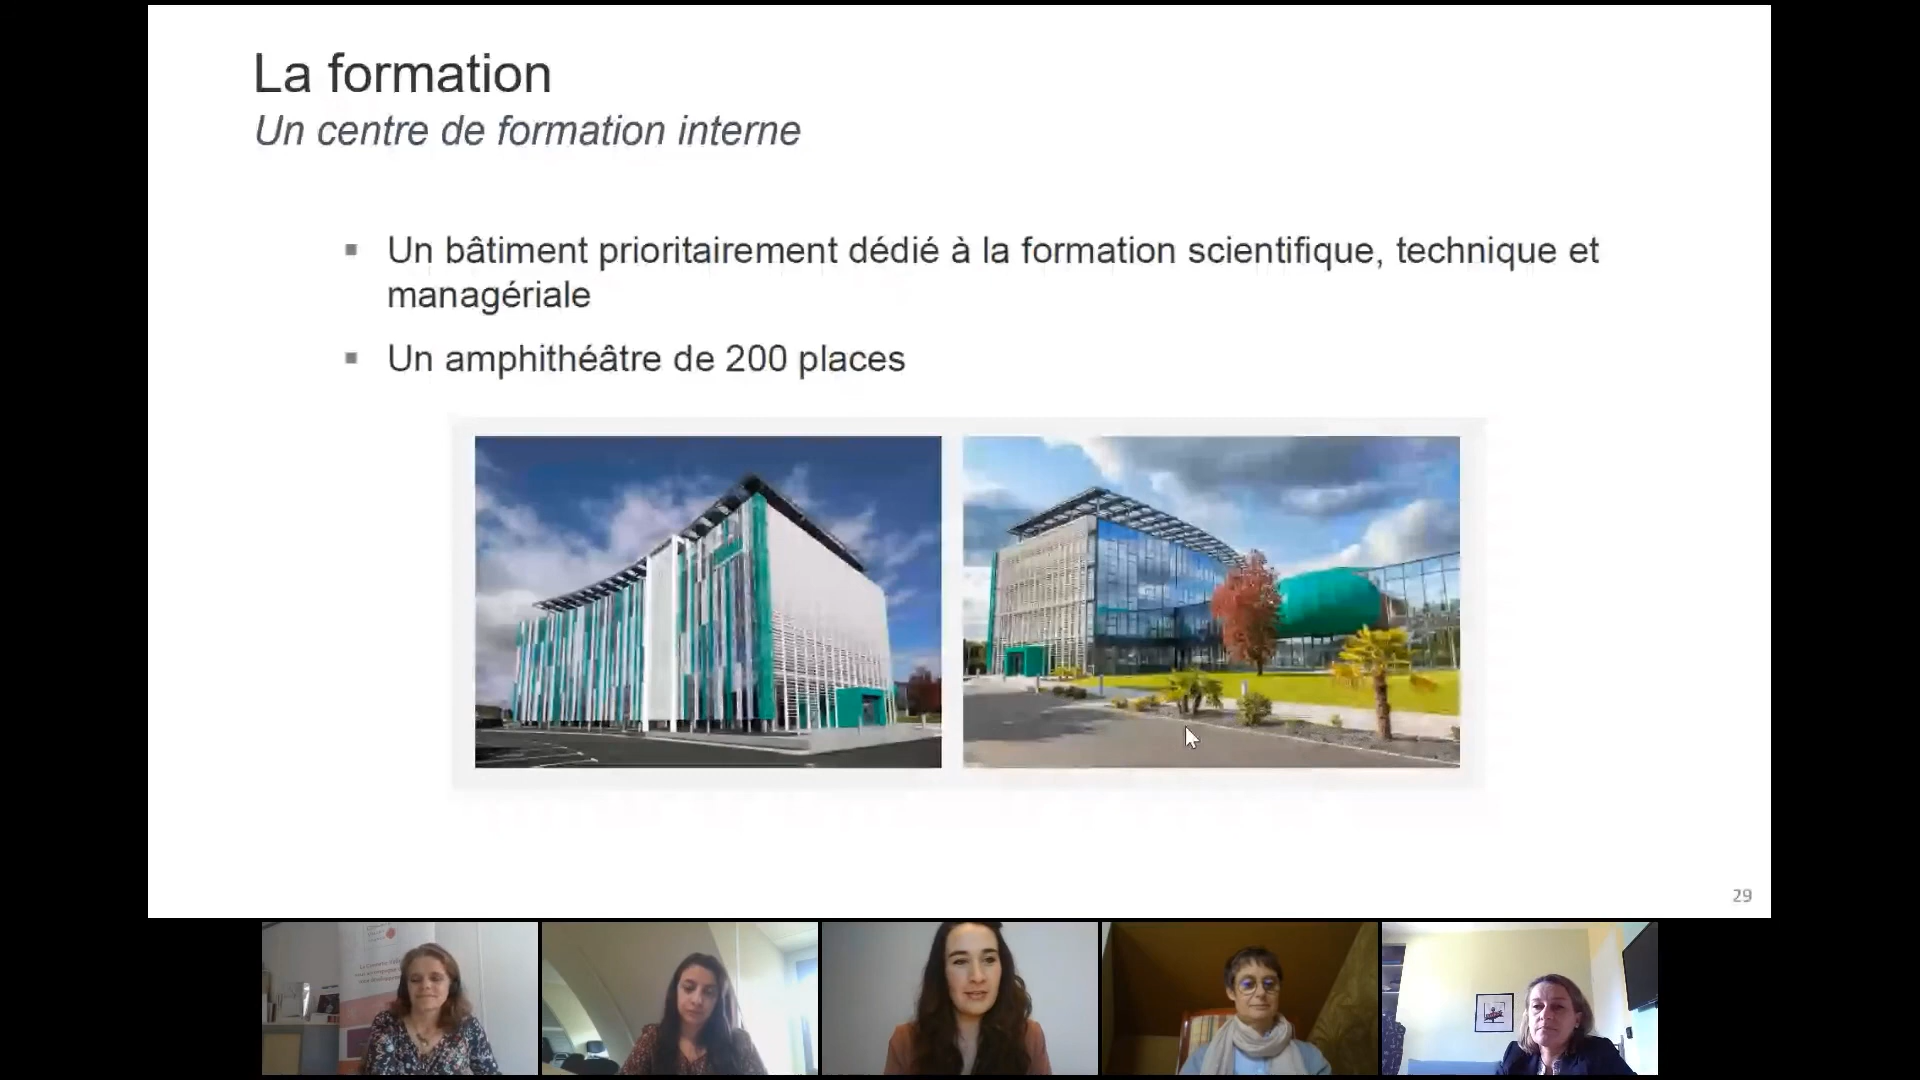 La formation
Un centre de formation interne
Un bâtiment prioritairement dédié à la formation scientifique, technique et
managériale
Un amphithéâtre de 200 places
29